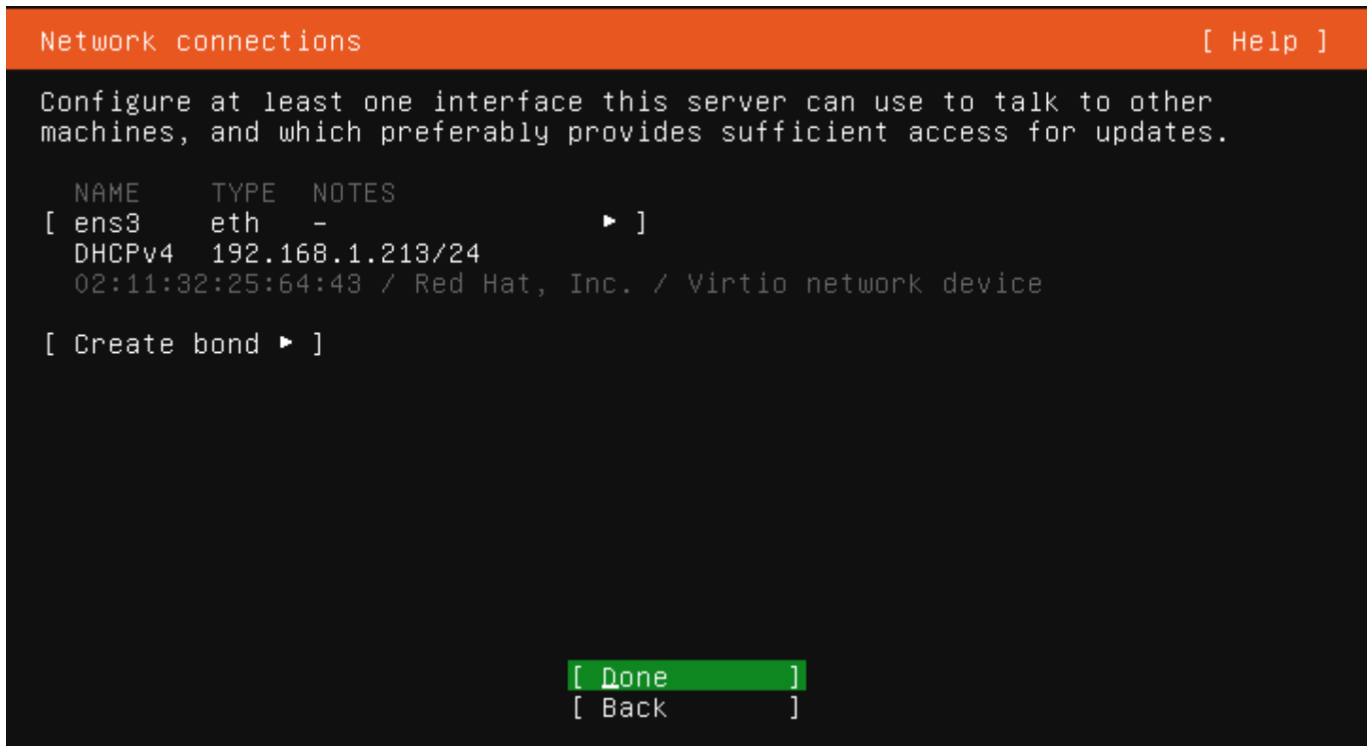 Network connections [ Help ]
Configure at least one interface this server can use to talk to other
machines, and which preferably provides sufficient access for updates.
NAME TYPE NOTES
[ ens3 eth - ▸ ]
DHCPv4 192.168.1.213/24
02:11:32:25:64:43 / Red Hat, Inc. / Virtio network device
[ Create bond ▸ ]
[ Done ]
[ Back ]